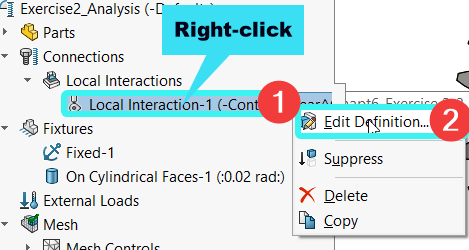 Exercise2_Analysis (-Default-)
Right-click
Parts
Connections
Local Interactions
Local Interaction-1 (-Cont
1
Edit Definition...
2
Fixtures
Fixed-1
Suppress
On Cylindrical Faces-1 (:0.02 rad:)
External Loads
Delete
Mesh
Copy
Mesh Controls